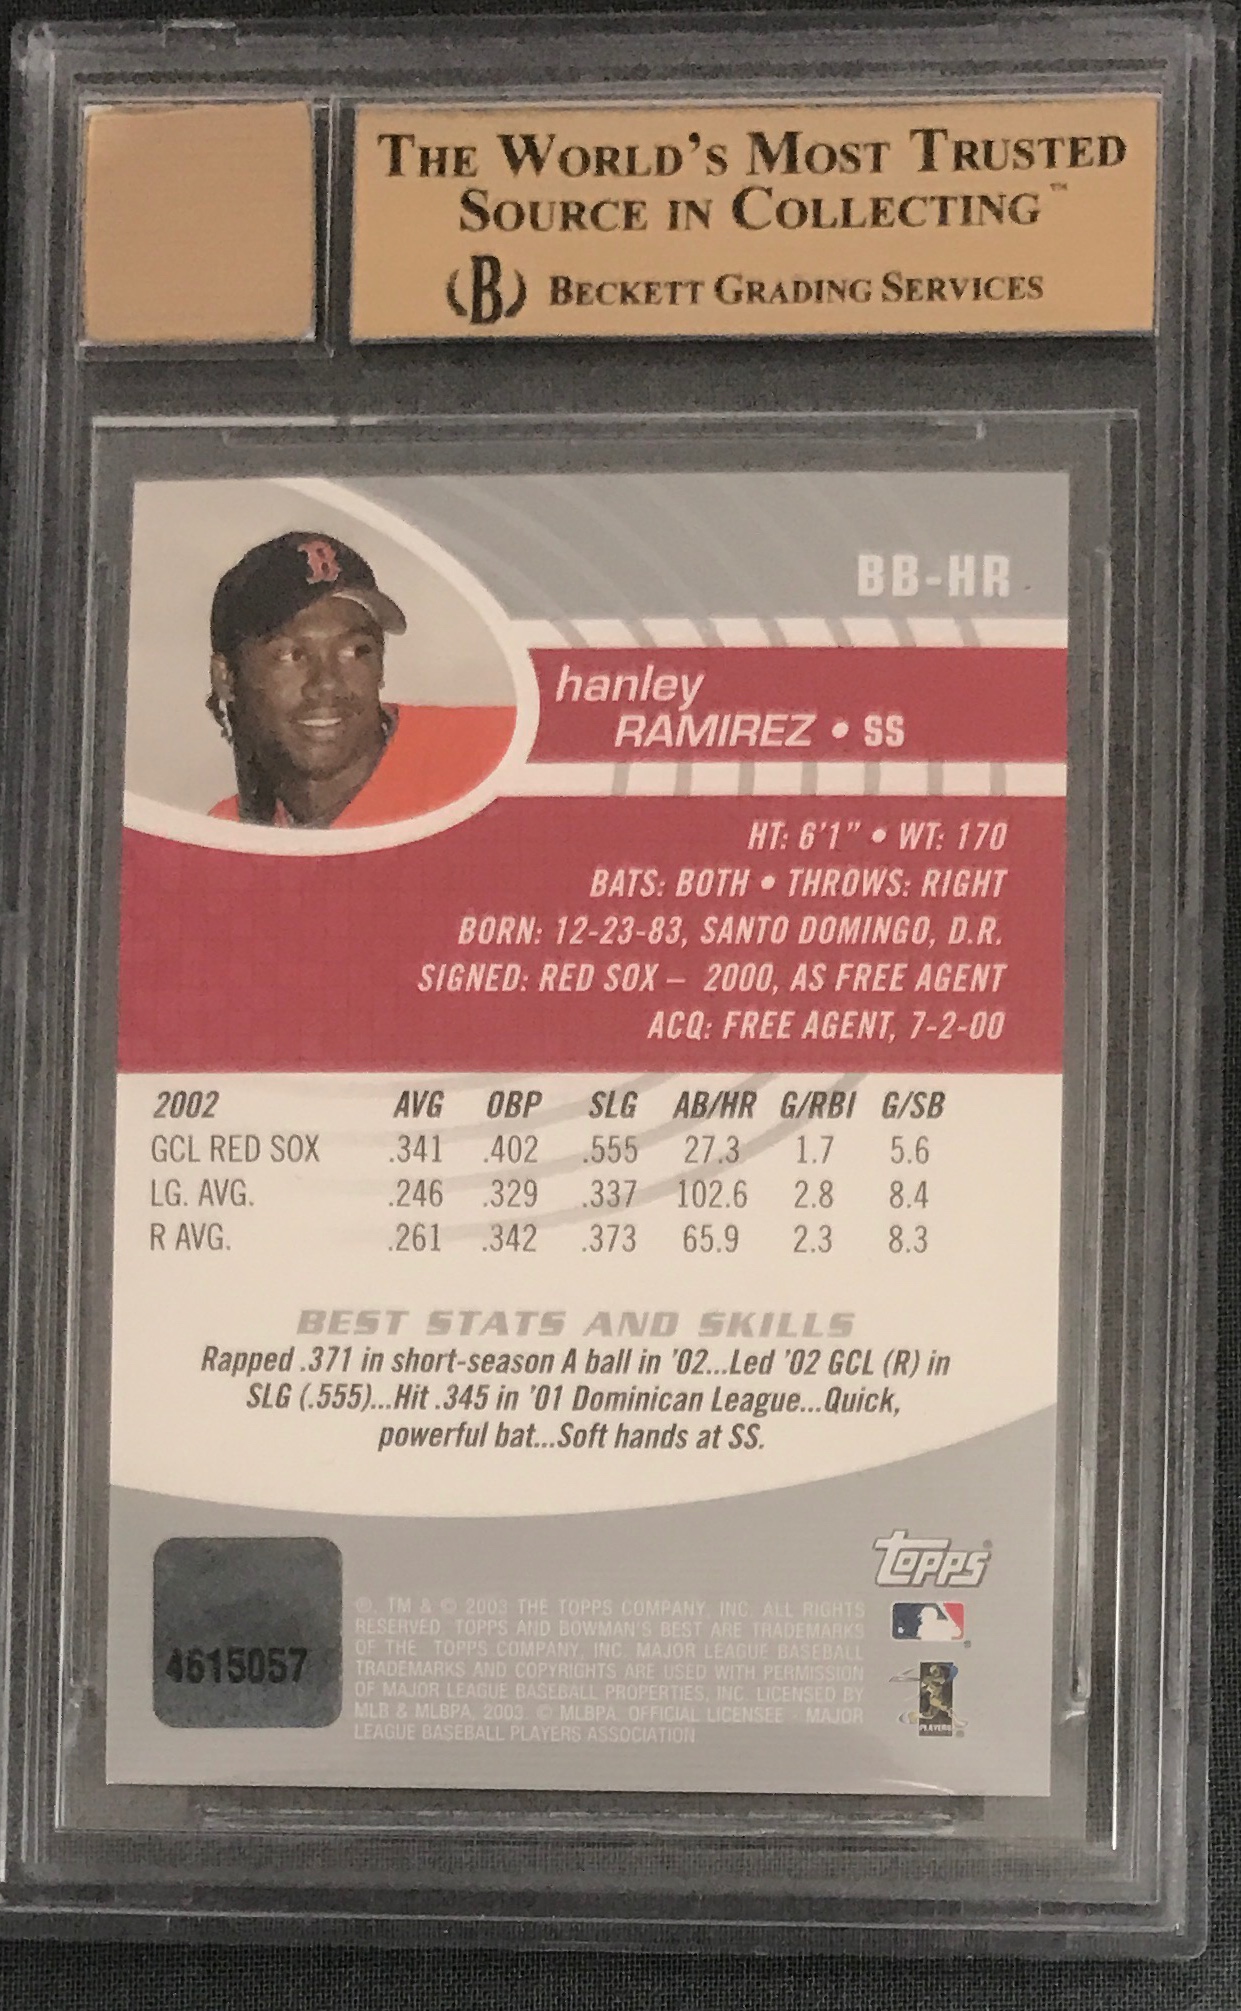 THE WORLD'S MOST TRUSTED
SOURCE IN COLLECTING™
(B) BECKETT GRADING SERVICES
B
BB-HR
hanley
RAMIREZ • SS
HT: 6'1" • WT: 170
BATS: BOTH • THROWS: RIGHT
BORN: 12-23-83, SANTO DOMINGO, D.R.
SIGNED: RED SOX – 2000, AS FREE AGENT
ACQ: FREE AGENT, 7-2-00
2002 AVG OBP SLG AB/HR G/RBI G/SB
GCL RED SOX .341 .402 .555 27.3 1.7 5.6
LG. AVG. .246 .329 .337 102.6 2.8 8.4
R AVG. .261 .342 .373 65.9 2.3 8.3
BEST STATS AND SKILLS
Rapped .371 in short-season A ball in '02...Led '02 GCL (R) in
SLG (.555)...Hit .345 in '01 Dominican League...Quick,
powerful bat...Soft hands at SS.
Topps®
®, TM & © 2003 THE TOPPS COMPANY, INC. ALL RIGHTS
RESERVED. TOPPS AND BOWMAN'S BEST ARE TRADEMARKS
OF THE TOPPS COMPANY, INC. MAJOR LEAGUE BASEBALL
TRADEMARKS AND COPYRIGHTS ARE USED WITH PERMISSION
OF MAJOR LEAGUE BASEBALL PROPERTIES, INC. LICENSED BY
MLB & MLBPA, 2003. © MLBPA. OFFICIAL LICENSEE - MAJOR
LEAGUE BASEBALL PLAYERS ASSOCIATION
4615057
PLAYERS